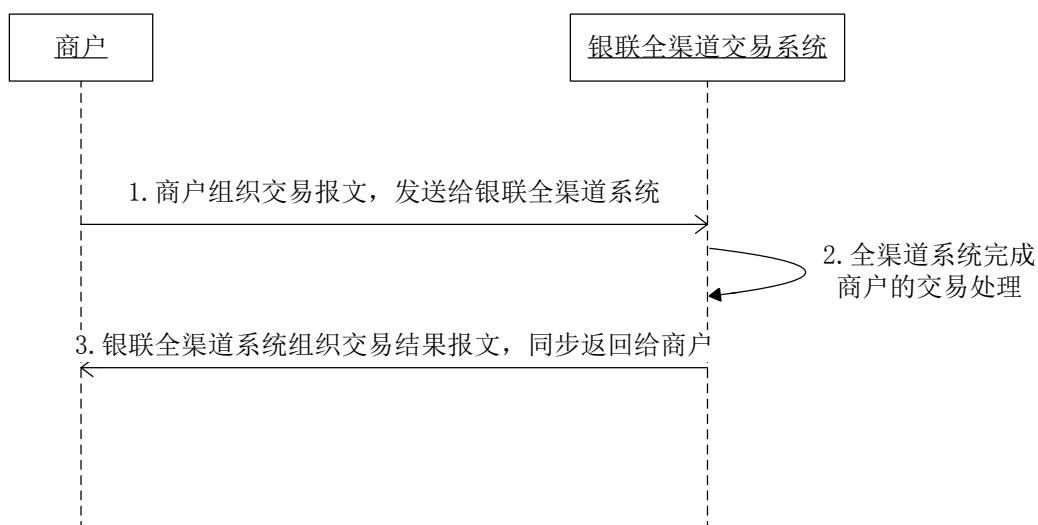 商户
银联全渠道交易系统
1.商户组织交易报文，发送给银联全渠道系统
2.全渠道系统完成
商户的交易处理
3.银联全渠道系统组织交易结果报文，同步返回给商户